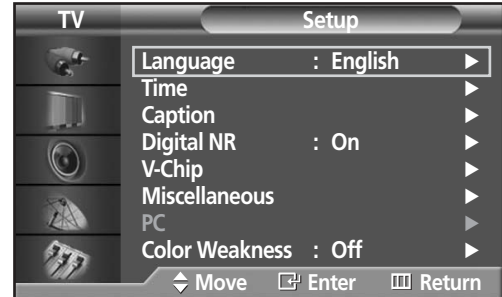 TV Setup
Language : English
Time
Caption
Digital NR : On
V-Chip
Miscellaneous
PC
Color Weakness : Off
Move Enter Return